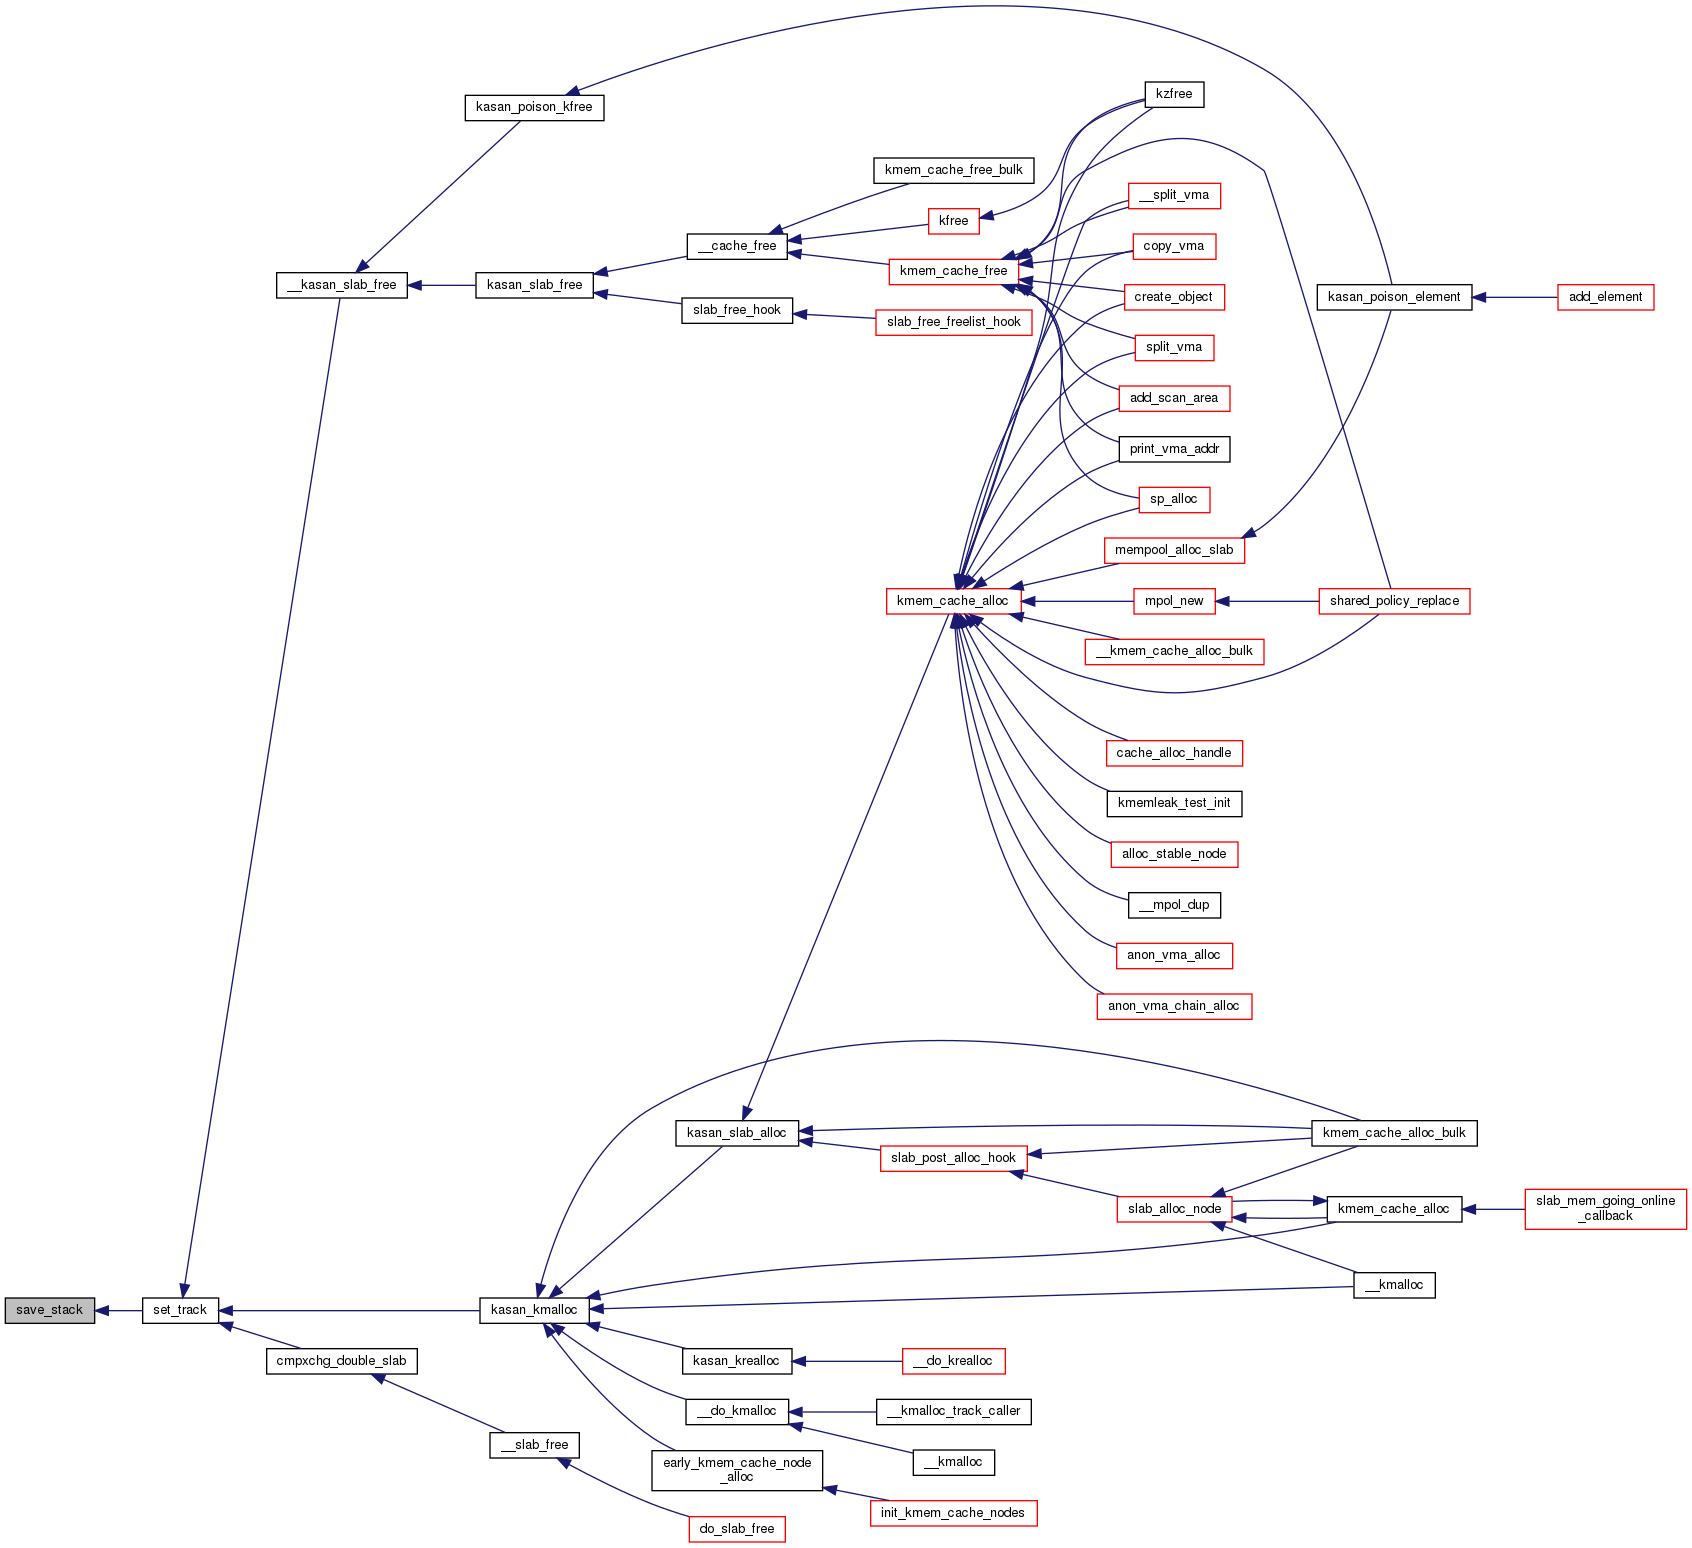 kzfree
kasan_poison_kfree
kmem_cache_free_bulk
__split_vma
kfree
__cache_free
copy_vma
kmem_cache_free
__kasan_slab_free
kasan_slab_free
create_object
kasan_poison_element
add_element
slab_free_hook
slab_free_freelist_hook
split_vma
add_scan_area
print_vma_addr
sp_alloc
mempool_alloc_slab
kmem_cache_alloc
mpol_new
shared_policy_replace
__kmem_cache_alloc_bulk
cache_alloc_handle
kmemleak_test_init
alloc_stable_node
__mpol_dup
anon_vma_alloc
anon_vma_chain_alloc
kasan_slab_alloc
kmem_cache_alloc_bulk
slab_post_alloc_hook
slab_alloc_node
kmem_cache_alloc
slab_mem_going_online
_callback
__kmalloc
save_stack
set_track
kasan_kmalloc
cmpxchg_double_slab
kasan_krealloc
__do_krealloc
__do_kmalloc
__kmalloc_track_caller
__slab_free
__kmalloc
early_kmem_cache_node
_alloc
init_kmem_cache_nodes
do_slab_free